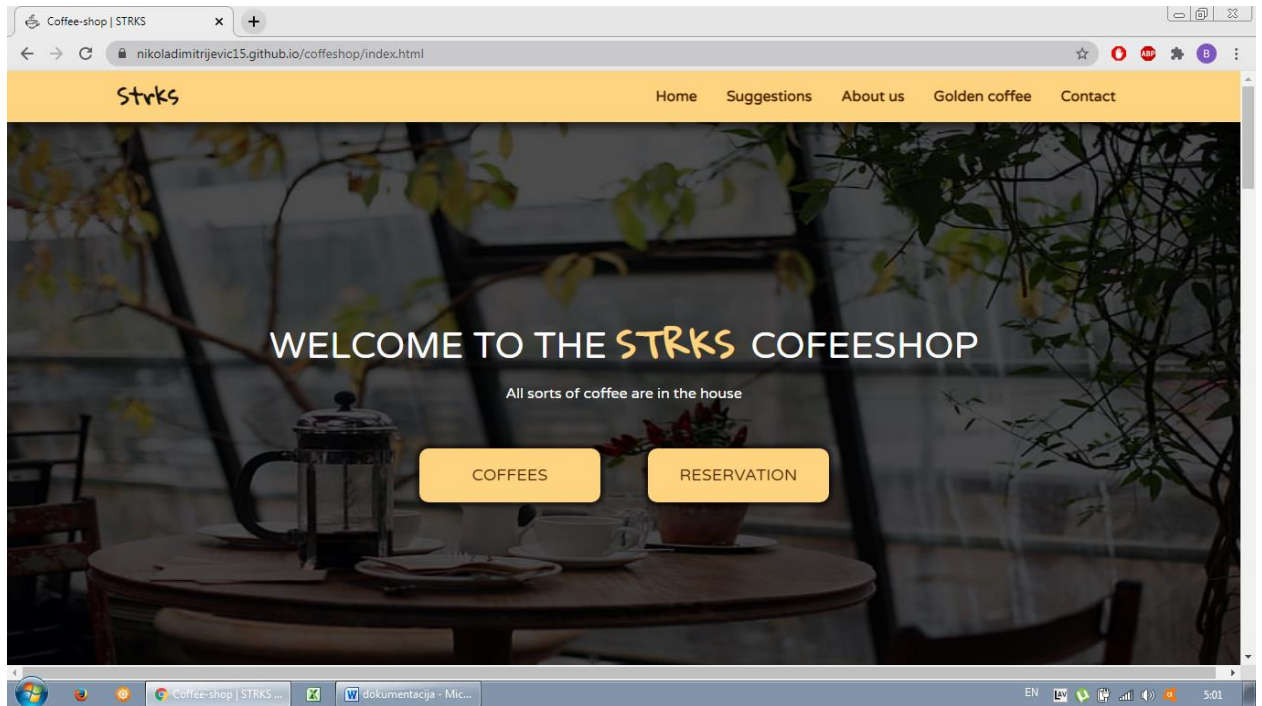 Coffee-shop | STRKS
nikoladimitrijevic15.github.io/coffeshop/index.html
ABP
B
Strks
Home Suggestions About us Golden coffee Contact
WELCOME TO THE STRKS COFEESHOP
All sorts of coffee are in the house
COFFEES RESERVATION
Coffee-shop | STRKS ... dokumentacija - Mic... EN 5:01